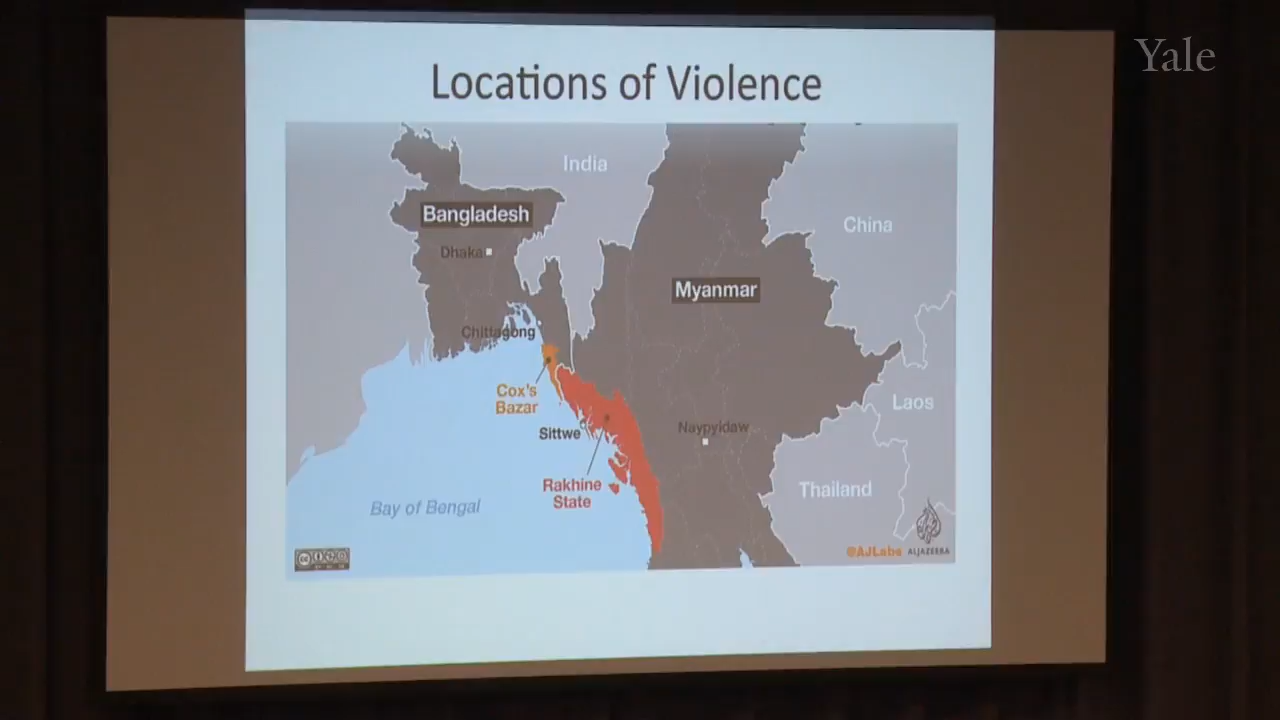 Yale
Locations of Violence
India
Bangladesh
China
Dhaka
Myanmar
Chittagong
Cox's
Bazar
Laos
Sittwe
Naypyidaw
Rakhine
State
Thailand
Bay of Bengal
@AJLabs
ALJAZEERA